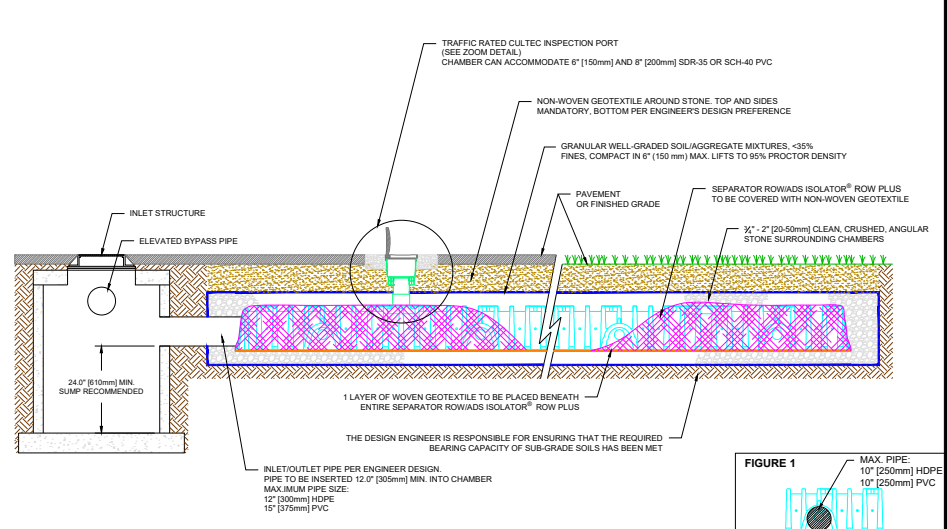 TRAFFIC RATED CULTEC INSPECTION PORT
(SEE ZOOM DETAIL)
CHAMBER CAN ACCOMMODATE 6" [150mm] AND 8" [200mm] SDR-35 OR SCH-40 PVC
NON-WOVEN GEOTEXTILE AROUND STONE. TOP AND SIDES
MANDATORY, BOTTOM PER ENGINEER'S DESIGN PREFERENCE
GRANULAR WELL-GRADED SOIL/AGGREGATE MIXTURES, <35%
FINES, COMPACT IN 6" (150 mm) MAX. LIFTS TO 95% PROCTOR DENSITY
PAVEMENT
OR FINISHED GRADE
SEPARATOR ROW/ADS ISOLATOR® ROW PLUS
TO BE COVERED WITH NON-WOVEN GEOTEXTILE
¾" - 2" [20-50mm] CLEAN, CRUSHED, ANGULAR
STONE SURROUNDING CHAMBERS
INLET STRUCTURE
ELEVATED BYPASS PIPE
24.0" [610mm] MIN.
SUMP RECOMMENDED
1 LAYER OF WOVEN GEOTEXTILE TO BE PLACED BENEATH
ENTIRE SEPARATOR ROW/ADS ISOLATOR® ROW PLUS
THE DESIGN ENGINEER IS RESPONSIBLE FOR ENSURING THAT THE REQUIRED
BEARING CAPACITY OF SUB-GRADE SOILS HAS BEEN MET
INLET/OUTLET PIPE PER ENGINEER DESIGN.
PIPE TO BE INSERTED 12.0" [305mm] MIN. INTO CHAMBER
MAX.IMUM PIPE SIZE:
12" [300mm] HDPE
15" [375mm] PVC
FIGURE 1
MAX. PIPE:
10" [250mm] HDPE
10" [250mm] PVC